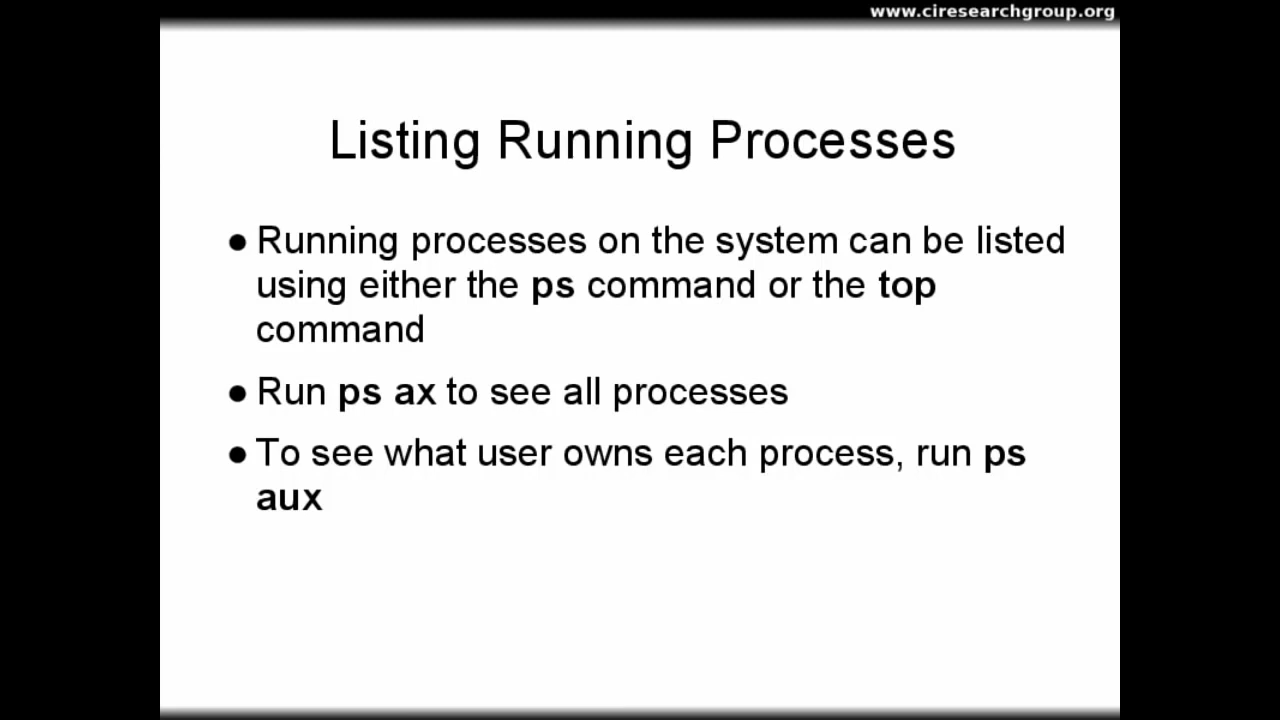 www.ciresearchgroup.org
Listing Running Processes
● Running processes on the system can be listed
using either the ps command or the top
command
● Run ps ax to see all processes
● To see what user owns each process, run ps
aux